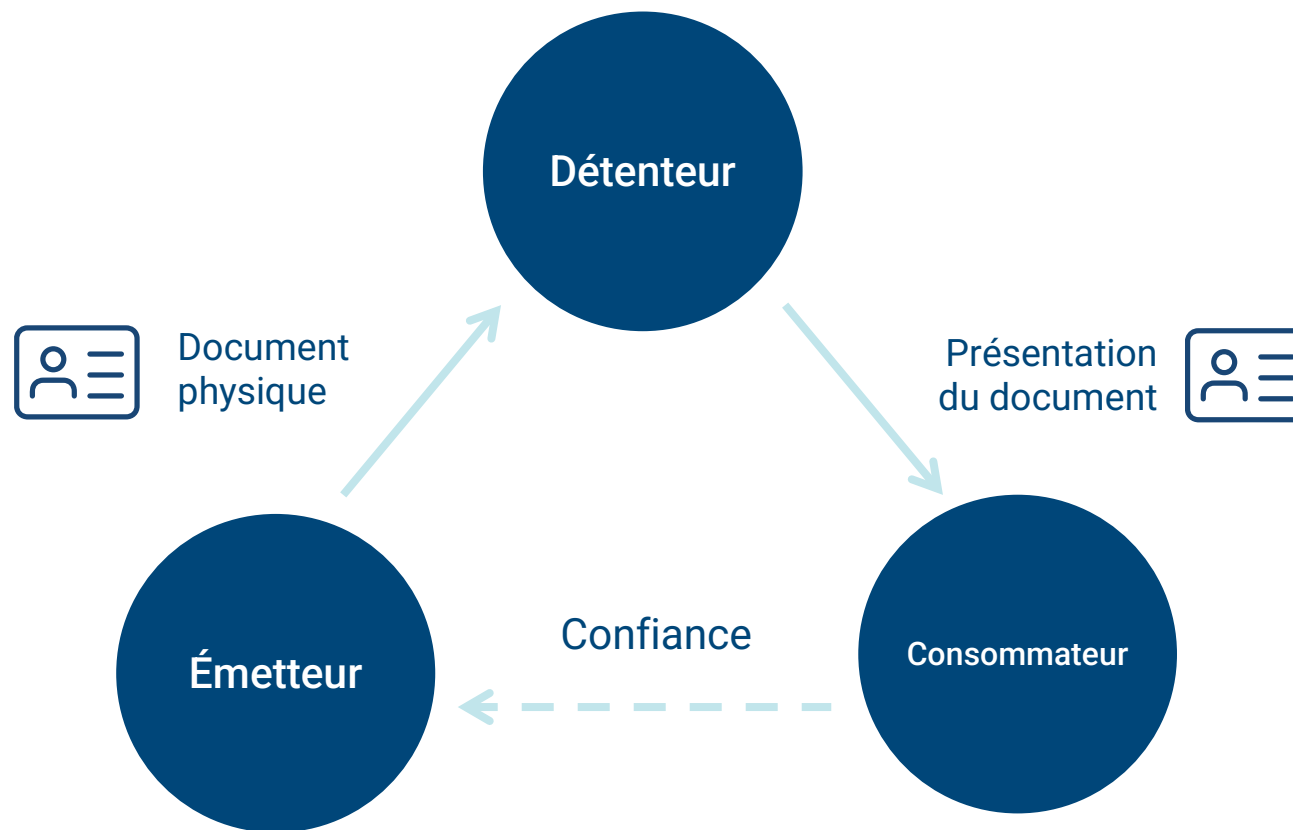 Détenteur
Document
physique
Présentation
du document
Confiance
Émetteur
Consommateur